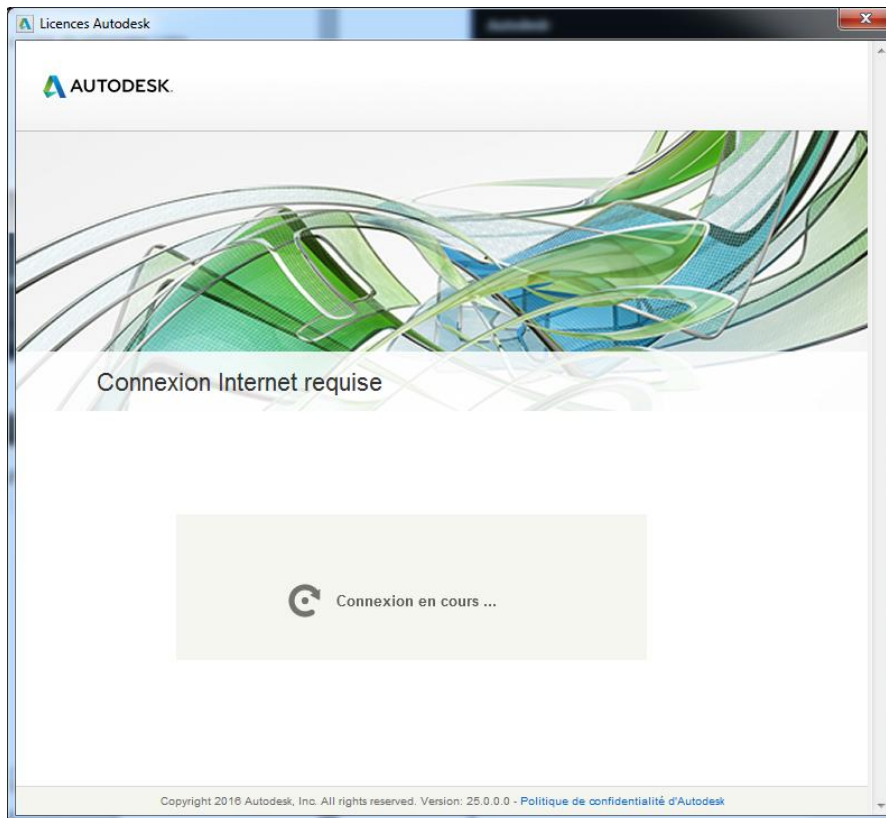 Licences Autodesk
Autodesk
AUTODESK.
Connexion Internet requise
Connexion en cours ...
Copyright 2016 Autodesk, Inc. All rights reserved. Version: 25.0.0.0 - Politique de confidentialité d'Autodesk